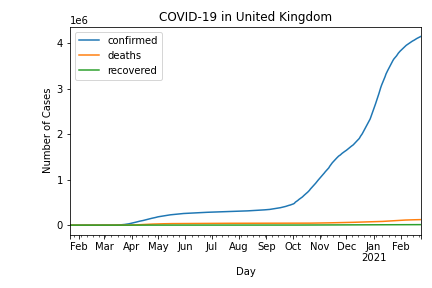 COVID-19 in United Kingdom
1e6
confirmed
deaths
recovered
Number of Cases
4
3
2
1
0
Feb Mar Apr May Jun Jul Aug Sep Oct Nov Dec Jan Feb
2021
Day